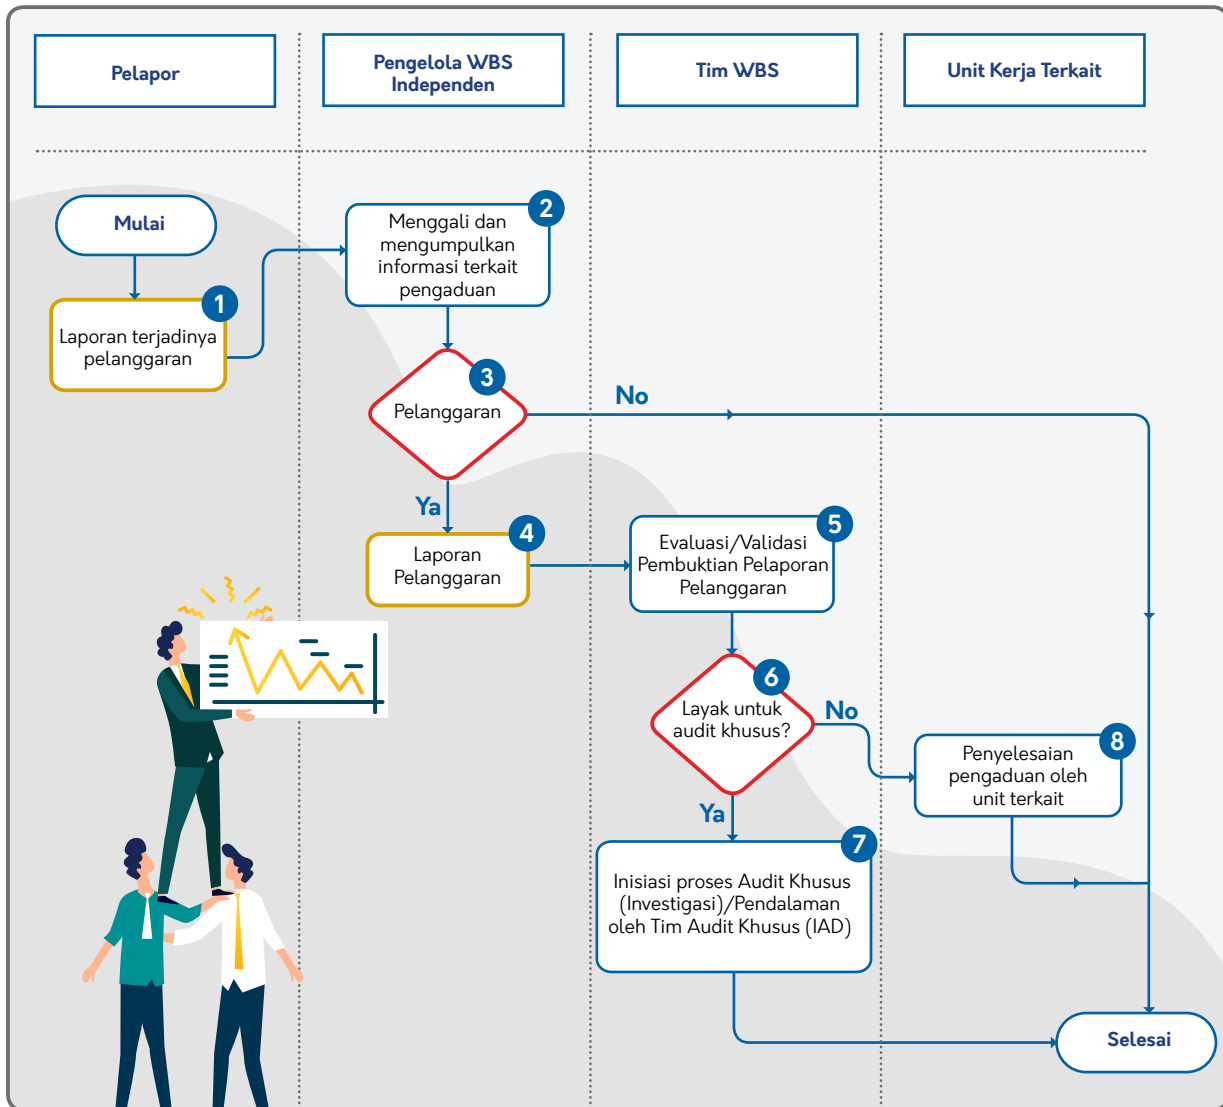 Pelapor
Pengelola WBS
Independen
Tim WBS
Unit Kerja Terkait
Mulai
1
Laporan terjadinya
pelanggaran
2
Menggali dan
mengumpulkan
informasi terkait
pengaduan
3
Pelanggaran
No
Ya
4
Laporan
Pelanggaran
5
Evaluasi/Validasi
Pembuktian Pelaporan
Pelanggaran
6
Layak untuk
audit khusus?
No
Ya
8
Penyelesaian
pengaduan oleh
unit terkait
7
Inisiasi proses Audit Khusus
(Investigasi)/Pendalaman
oleh Tim Audit Khusus (IAD)
Selesai